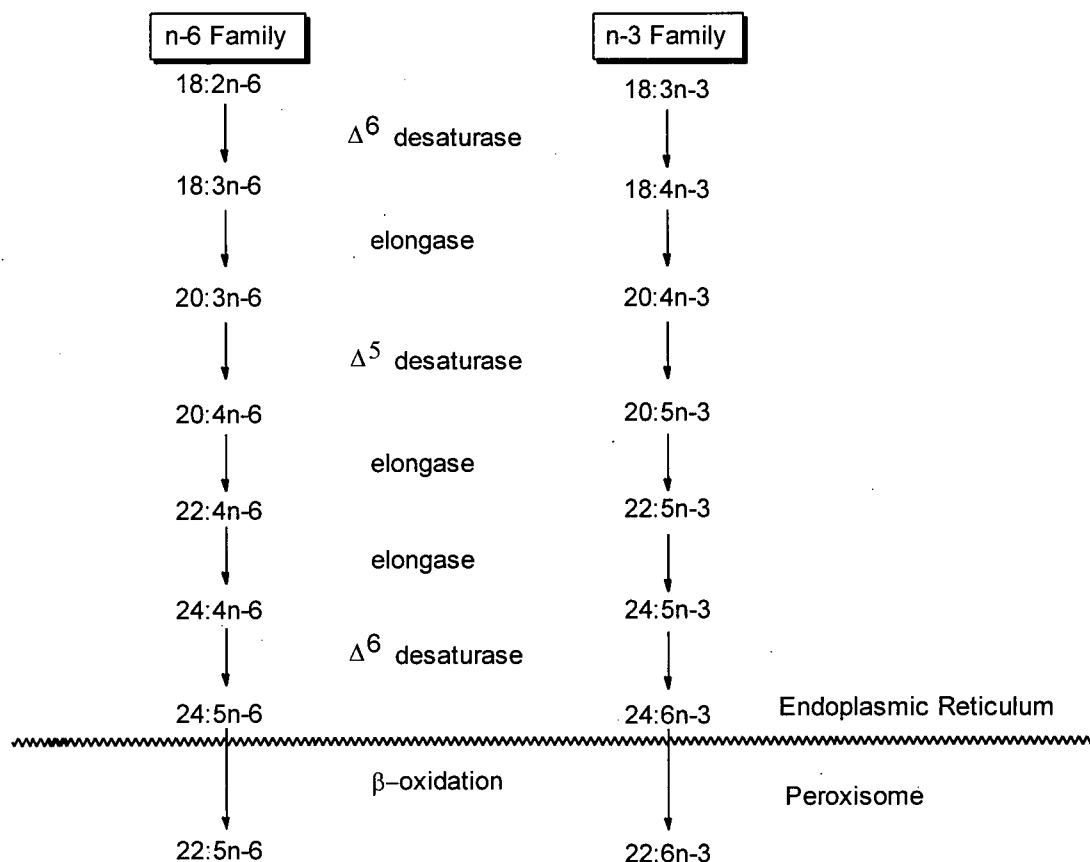 n-6 Family n-3 Family
18:2n-6 18:3n-3
Δ6 desaturase
18:3n-6 18:4n-3
elongase
20:3n-6 20:4n-3
Δ5 desaturase
20:4n-6 20:5n-3
elongase
22:4n-6 22:5n-3
elongase
24:4n-6 24:5n-3
Δ6 desaturase
24:5n-6 24:6n-3 Endoplasmic Reticulum
β-oxidation Peroxisome
22:5n-6 22:6n-3